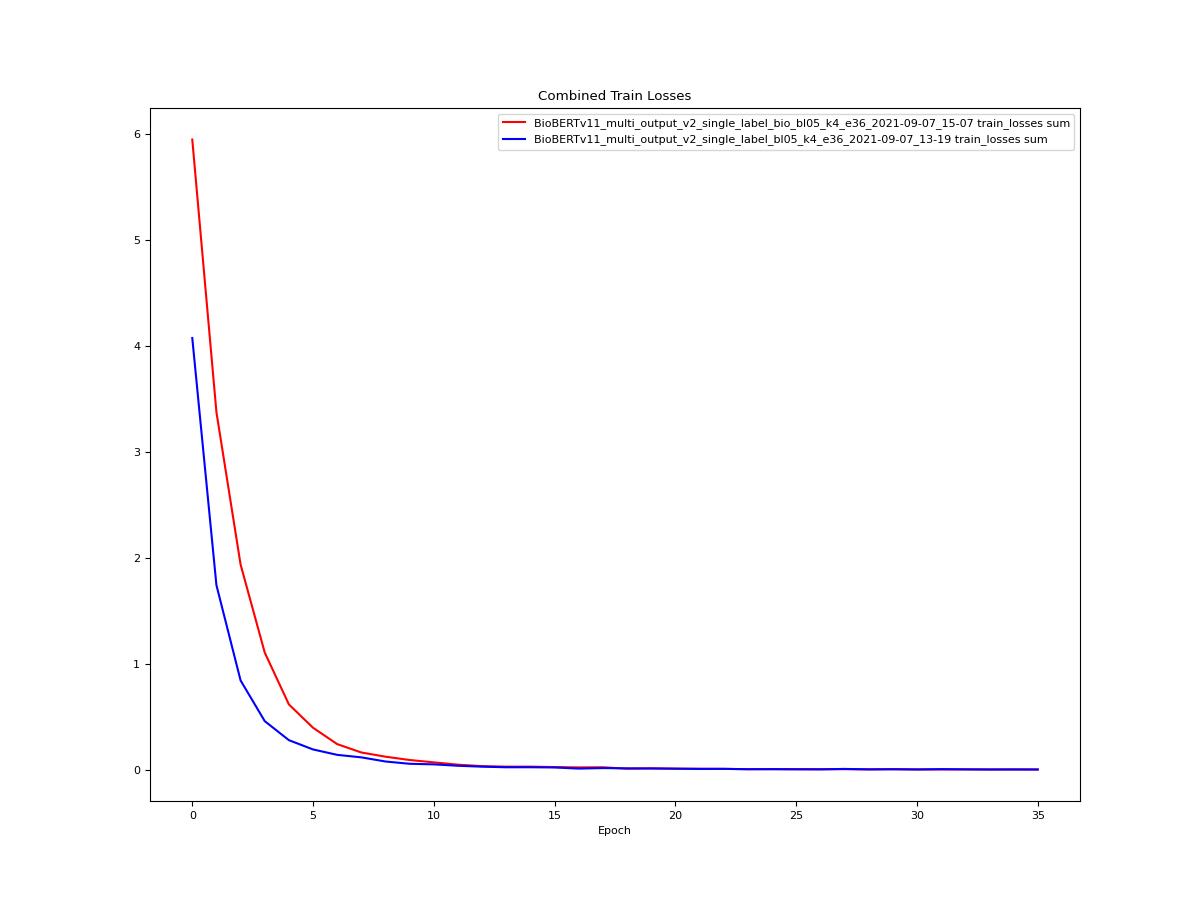 Combined Train Losses
BioBERTv11_multi_output_v2_single_label_bio_bl05_k4_e36_2021-09-07_15-07 train_losses sum
BioBERTv11_multi_output_v2_single_label_bl05_k4_e36_2021-09-07_13-19 train_losses sum
6
5
4
3
2
1
0
0 5 10 15 20 25 30 35
Epoch